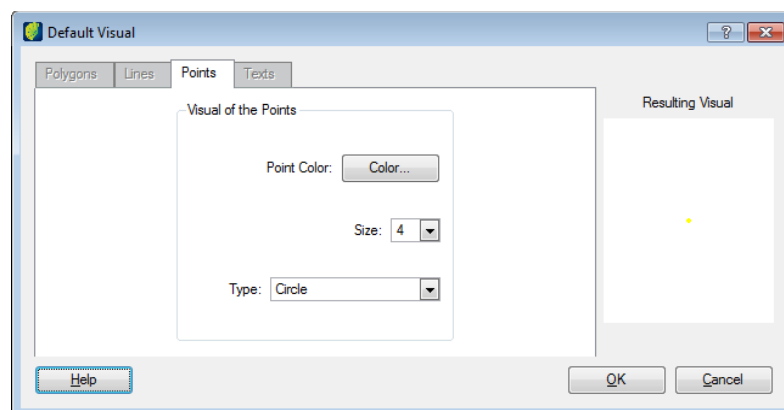 Default Visual
Polygons Lines Points Texts
Visual of the Points
Resulting Visual
Point Color: Color...
Size: 4
Type: Circle
Help OK Cancel